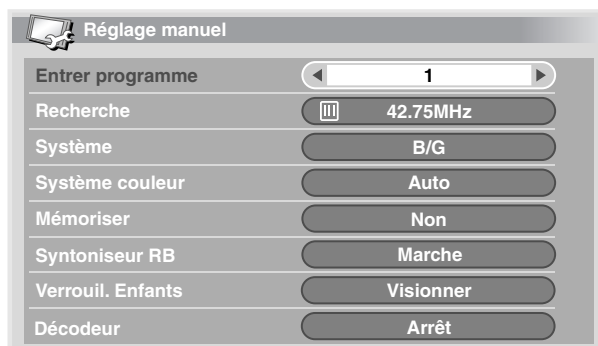 Réglage manuel
Entrer programme 1
Recherche 42.75MHz
Système B/G
Système couleur Auto
Mémoriser Non
Syntoniseur RB Marche
Verrouil. Enfants Visionner
Décodeur Arrêt